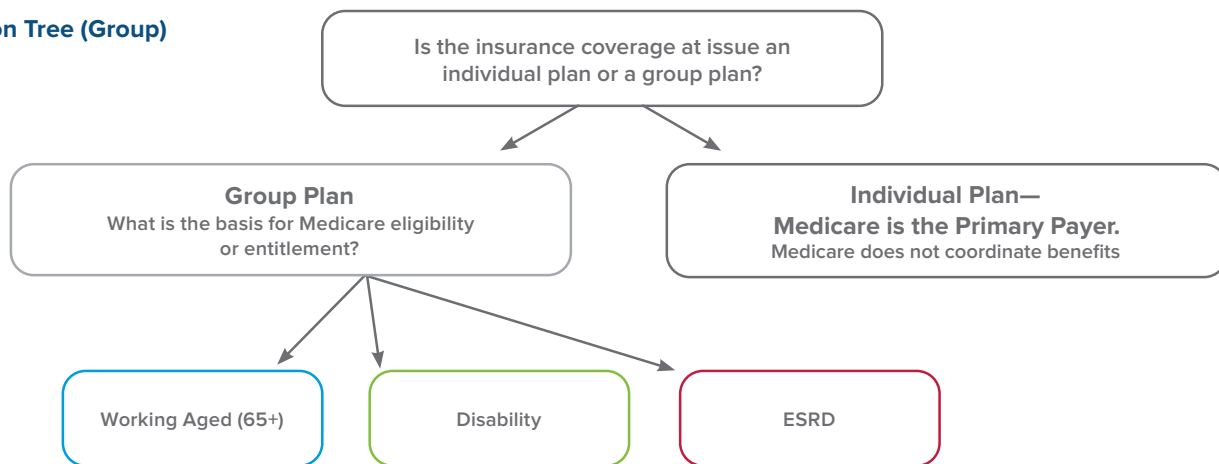 on Tree (Group)
Is the insurance coverage at issue an
individual plan or a group plan?
Group Plan
What is the basis for Medicare eligibility
or entitlement?
Individual Plan—
Medicare is the Primary Payer.
Medicare does not coordinate benefits
Working Aged (65+)
Disability
ESRD